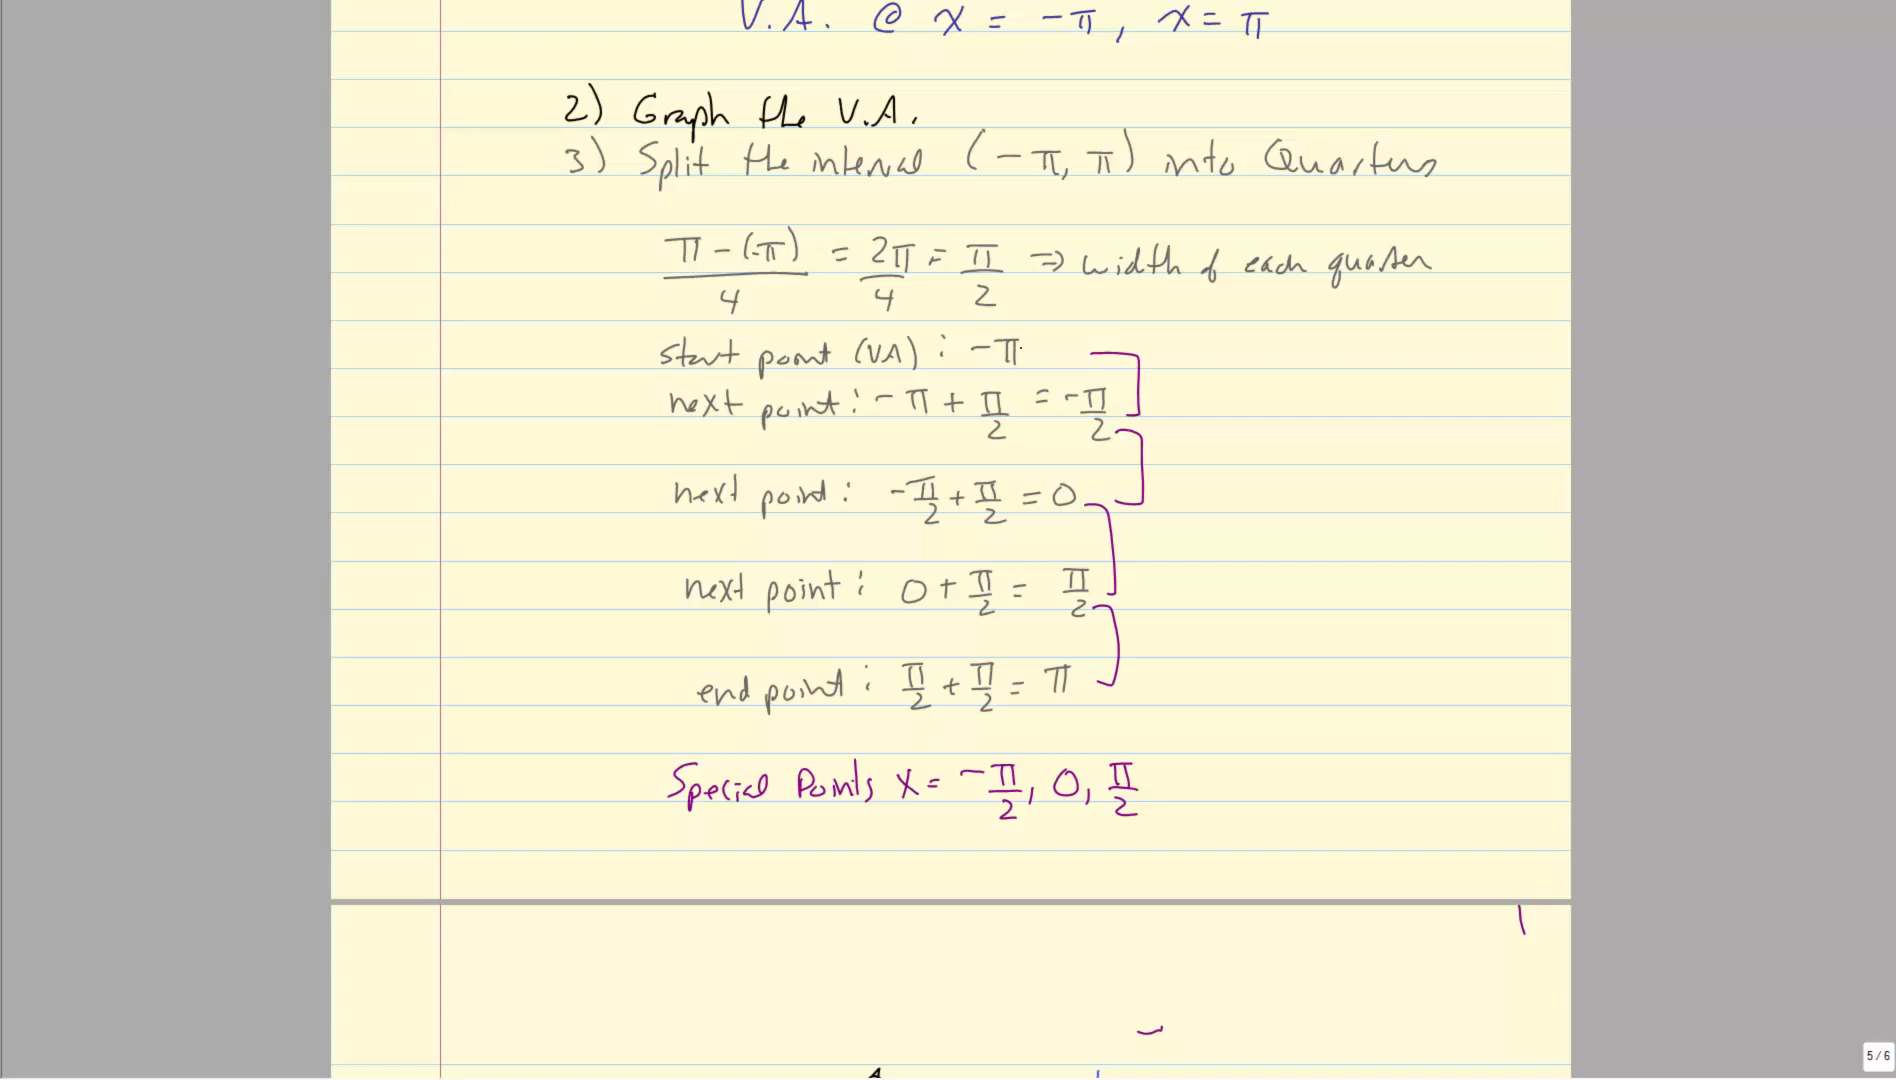 V.A. @ x = -π, x = π
2) Graph the V.A.
3) Split the interval (-π, π) into Quarters
π-(-π)/4 = 2π/4 = π/2 ⇒ width of each quarter
start point (VA) : -π
next point : -π + π/2 = -π/2
next point : -π/2 + π/2 = 0
next point : 0 + π/2 = π/2
end point : π/2 + π/2 = π
Special Points x = -π/2, 0, π/2
5/6